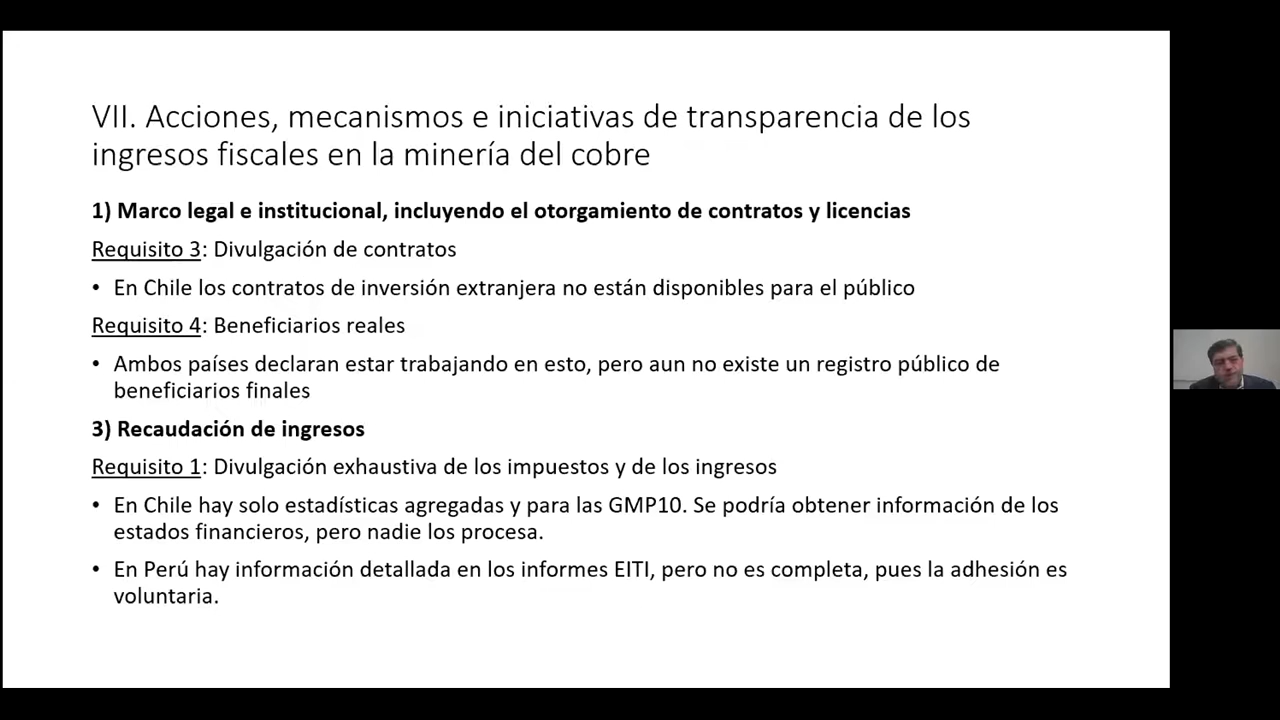 VII. Acciones, mecanismos e iniciativas de transparencia de los
ingresos fiscales en la minería del cobre
1) Marco legal e institucional, incluyendo el otorgamiento de contratos y licencias
Requisito 3: Divulgación de contratos
• En Chile los contratos de inversión extranjera no están disponibles para el público
Requisito 4: Beneficiarios reales
• Ambos países declaran estar trabajando en esto, pero aun no existe un registro público de
beneficiarios finales
3) Recaudación de ingresos
Requisito 1: Divulgación exhaustiva de los impuestos y de los ingresos
• En Chile hay solo estadísticas agregadas y para las GMP10. Se podría obtener información de los
estados financieros, pero nadie los procesa.
• En Perú hay información detallada en los informes EITI, pero no es completa, pues la adhesión es
voluntaria.